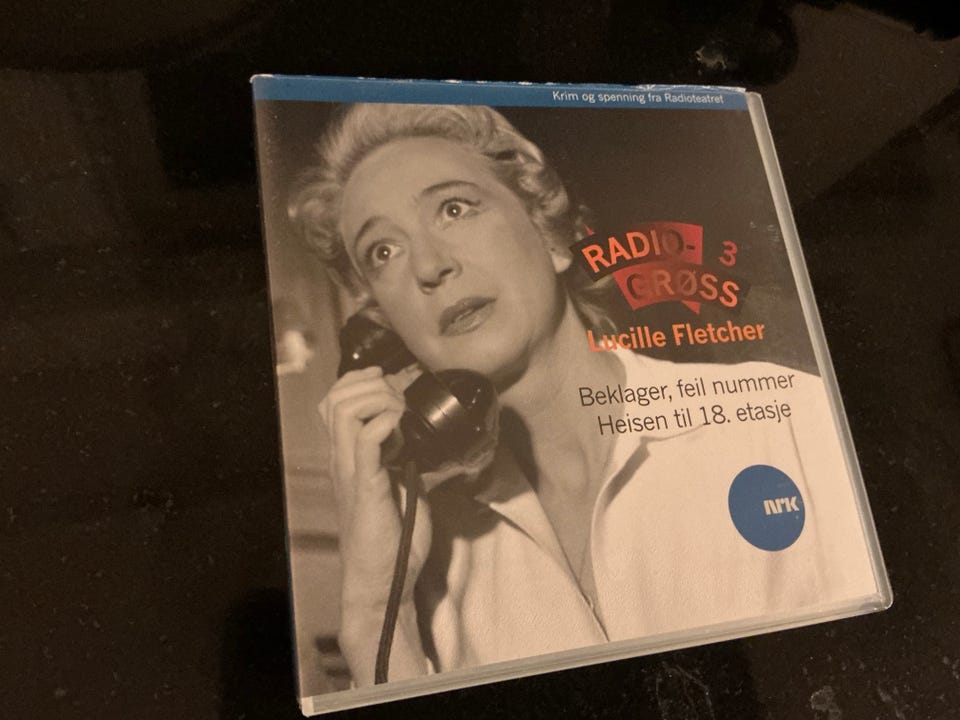 Krim og spenning fra Radioteatret
RADIO- 3
GRØSS
Lucille Fletcher
Beklager, feil nummer
Heisen til 18. etasje
NRK